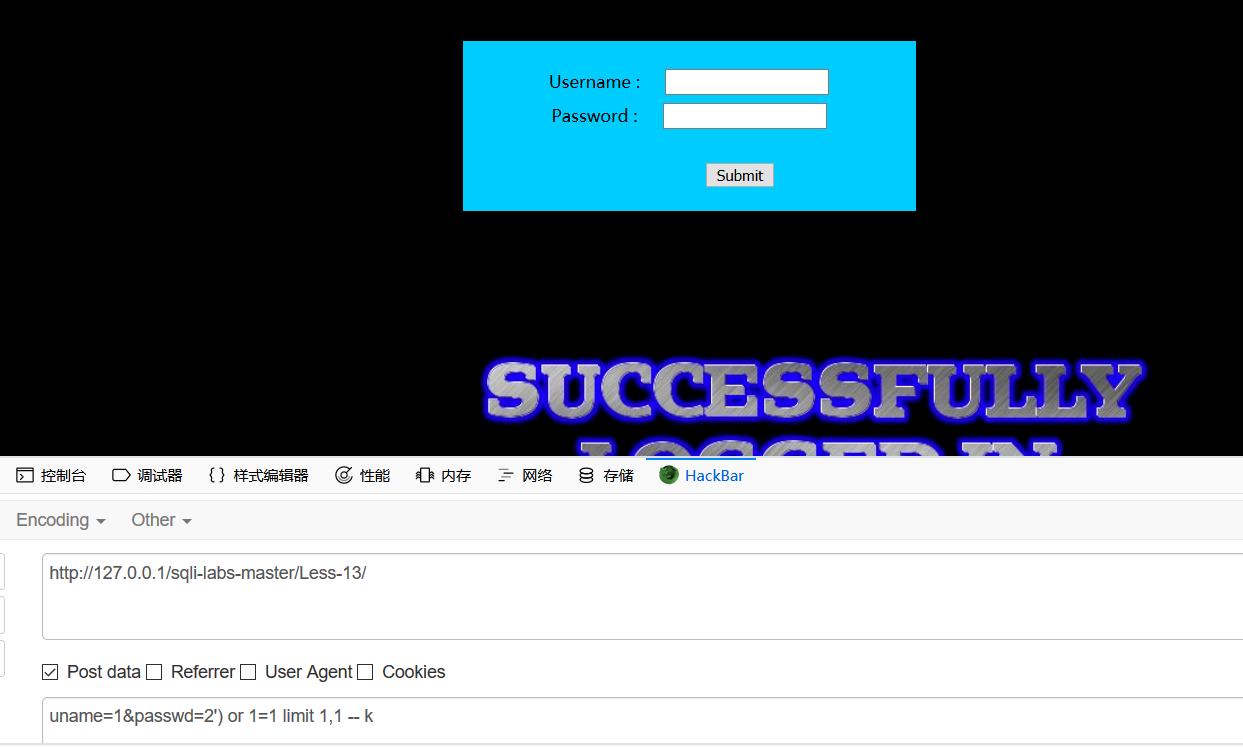 Username :
Password :
Submit
SUCCESSFULLY
LOGGED IN
控制台 调试器 {} 样式编辑器 性能 内存 网络 存储 HackBar
Encoding Other
http://127.0.0.1/sqli-labs-master/Less-13/
Post data Referrer User Agent Cookies
uname=1&passwd=2') or 1=1 limit 1,1 -- k